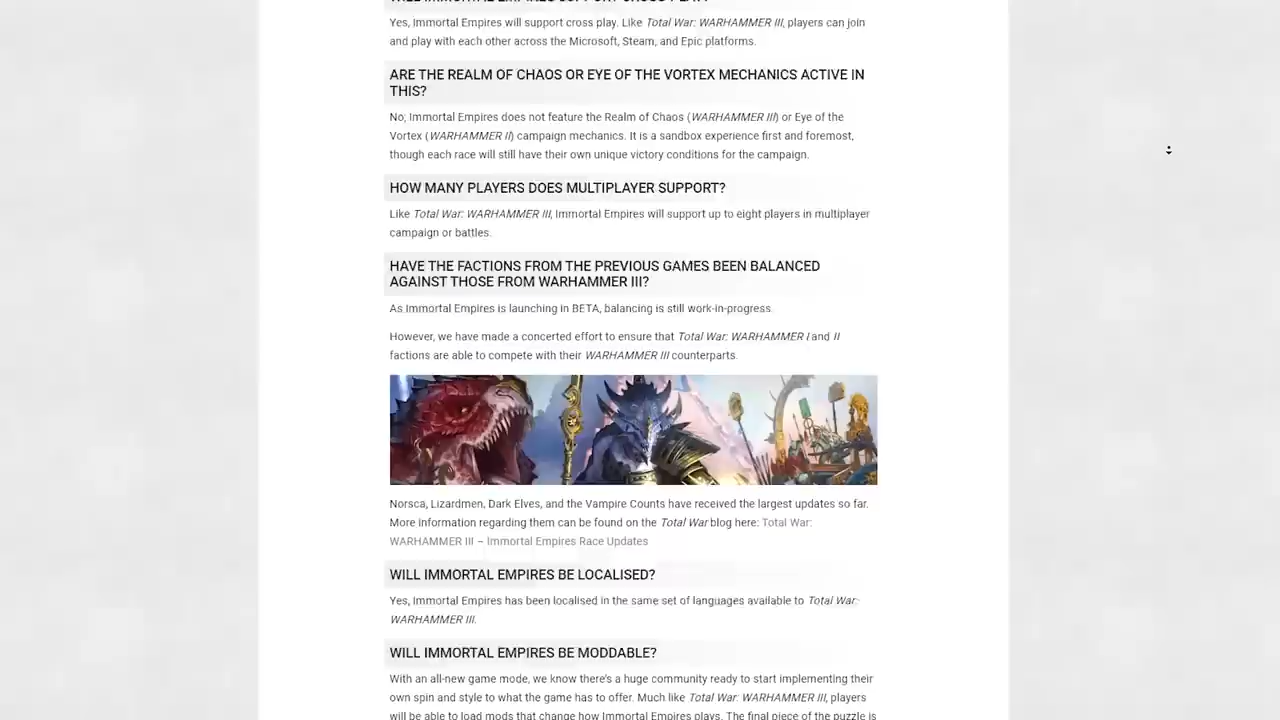 Yes, Immortal Empires will support cross play. Like Total War: WARHAMMER III, players can join
and play with each other across the Microsoft, Steam, and Epic platforms.
ARE THE REALM OF CHAOS OR EYE OF THE VORTEX MECHANICS ACTIVE IN
THIS?
No; Immortal Empires does not feature the Realm of Chaos (WARHAMMER III) or Eye of the
Vortex (WARHAMMER II) campaign mechanics. It is a sandbox experience first and foremost,
though each race will still have their own unique victory conditions for the campaign.
HOW MANY PLAYERS DOES MULTIPLAYER SUPPORT?
Like Total War: WARHAMMER III, Immortal Empires will support up to eight players in multiplayer
campaign or battles.
HAVE THE FACTIONS FROM THE PREVIOUS GAMES BEEN BALANCED
AGAINST THOSE FROM WARHAMMER III?
As Immortal Empires is launching in BETA, balancing is still work-in-progress.
However, we have made a concerted effort to ensure that Total War: WARHAMMER I and II
factions are able to compete with their WARHAMMER III counterparts.
Norsca, Lizardmen, Dark Elves, and the Vampire Counts have received the largest updates so far.
More information regarding them can be found on the Total War blog here: Total War:
WARHAMMER III – Immortal Empires Race Updates
WILL IMMORTAL EMPIRES BE LOCALISED?
Yes, Immortal Empires has been localised in the same set of languages available to Total War:
WARHAMMER III.
WILL IMMORTAL EMPIRES BE MODDABLE?
With an all-new game mode, we know there's a huge community ready to start implementing their
own spin and style to what the game has to offer. Much like Total War: WARHAMMER III, players
will be able to load mods that change how Immortal Empires plays. The final piece of the puzzle is